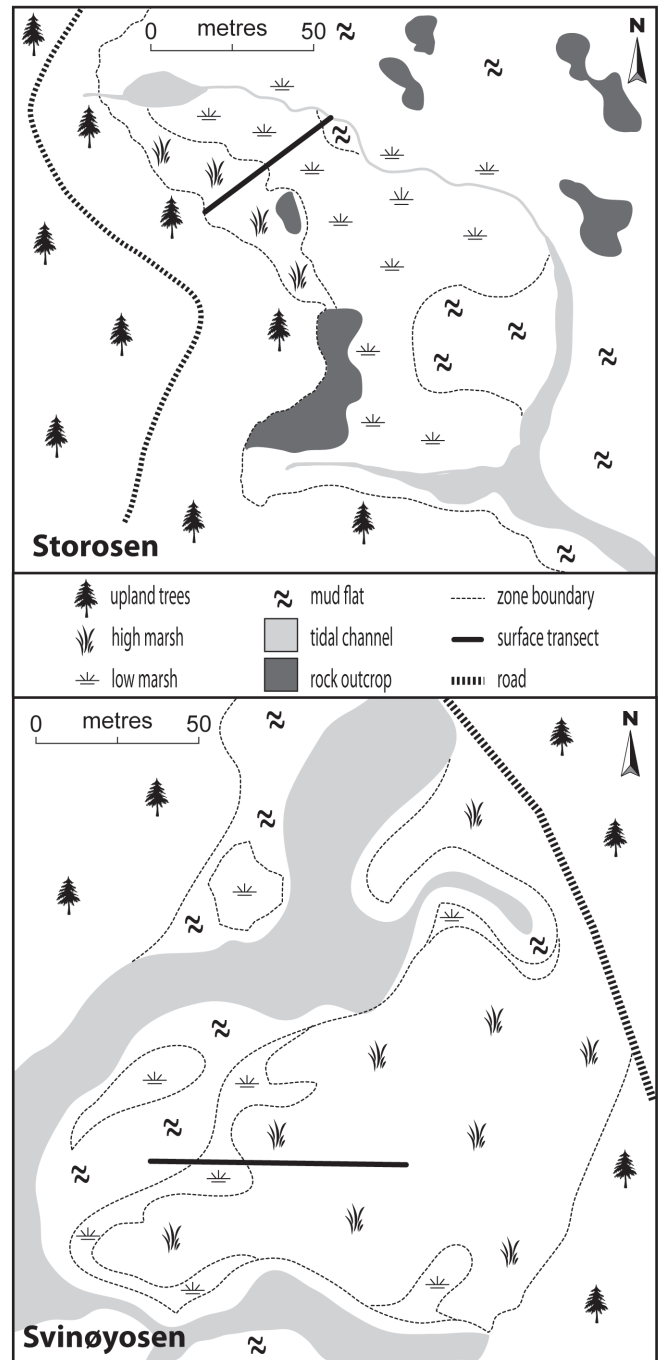 0 metres 50
N
Storosen
upland trees
mud flat
zone boundary
high marsh
tidal channel
surface transect
low marsh
rock outcrop
road
0 metres 50
N
Svinøyosen